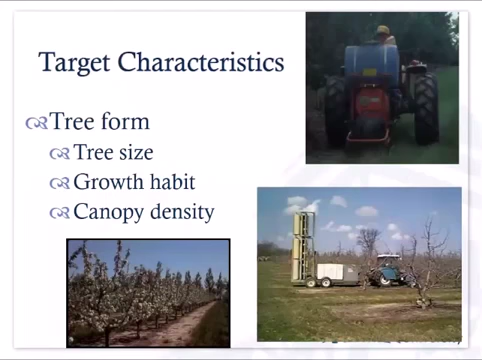 Target Characteristics
Tree form
Tree size
Growth habit
Canopy density